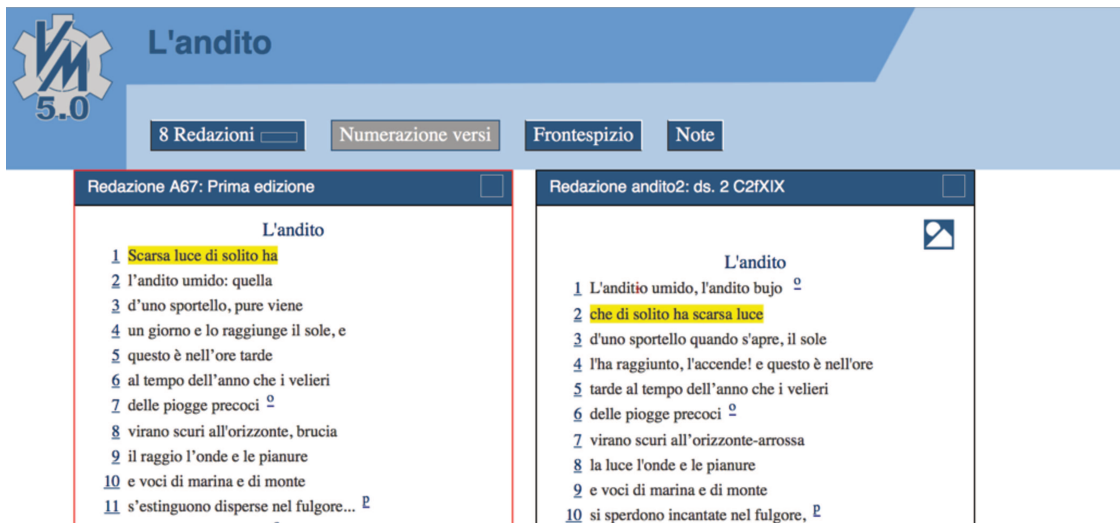 VM
5.0
L'andito
8 Redazioni
Numerazione versi
Frontespizio
Note
Redazione A67: Prima edizione
L'andito
1 Scarsa luce di solito ha
2 l’andito umido: quella
3 d’uno sportello, pure viene
4 un giorno e lo raggiunge il sole, e
5 questo è nell’ore tarde
6 al tempo dell’anno che i velieri
7 delle piogge precoci o
8 virano scuri all'orizzonte, brucia
9 il raggio l’onde e le pianure
10 e voci di marina e di monte
11 s’estinguono disperse nel fulgore... p
Redazione andito2: ds. 2 C2fXIX
L'andito
1 L'anditio umido, l'andito bujo o
2 che di solito ha scarsa luce
3 d'uno sportello quando s'apre, il sole
4 l'ha raggiunto, l'accende! e questo è nell'ore
5 tarde al tempo dell’anno che i velieri
6 delle piogge precoci o
7 virano scuri all’orizzonte-arrossa
8 la luce l'onde e le pianure
9 e voci di marina e di monte
10 si sperdono incantate nel fulgore, p